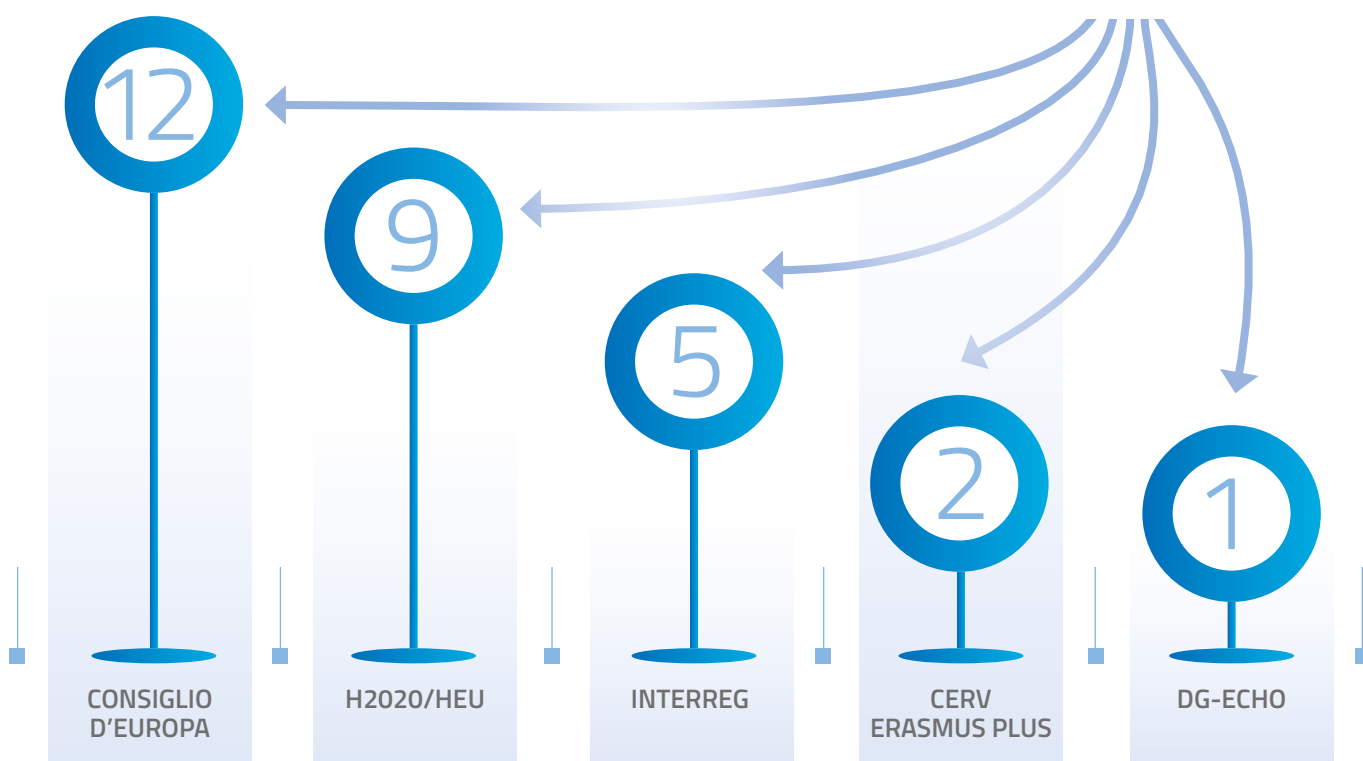 12
9
5
2
1
CONSIGLIO
D'EUROPA
H2020/HEU
INTERREG
CERV
ERASMUS PLUS
DG-ECHO